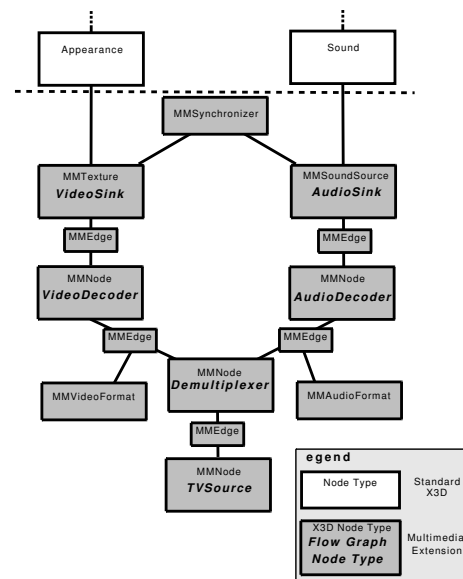 Appearance
Sound
MMSynchronizer
MMTexture
VideoSink
MMSoundSource
AudioSink
MMEdge
MMEdge
MMNode
VideoDecoder
MMNode
AudioDecoder
MMEdge
MMEdge
MMNode
Demultiplexer
MMVideoFormat
MMAudioFormat
MMEdge
MMNode
TVSource
egend
Node Type
Standard
X3D
X3D Node Type
Flow Graph
Node Type
Multimedia
Extension